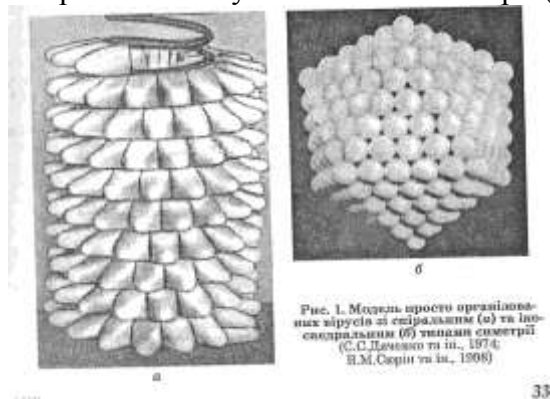 б
Рис. 1. Модель просто організова-
них вірусів зі спіральним (а) та іко-
саедральним (б) типами симетрії
(С.С.Дяченко та ін., 1974;
В.М.Сюрін та ін., 1998)
а
33